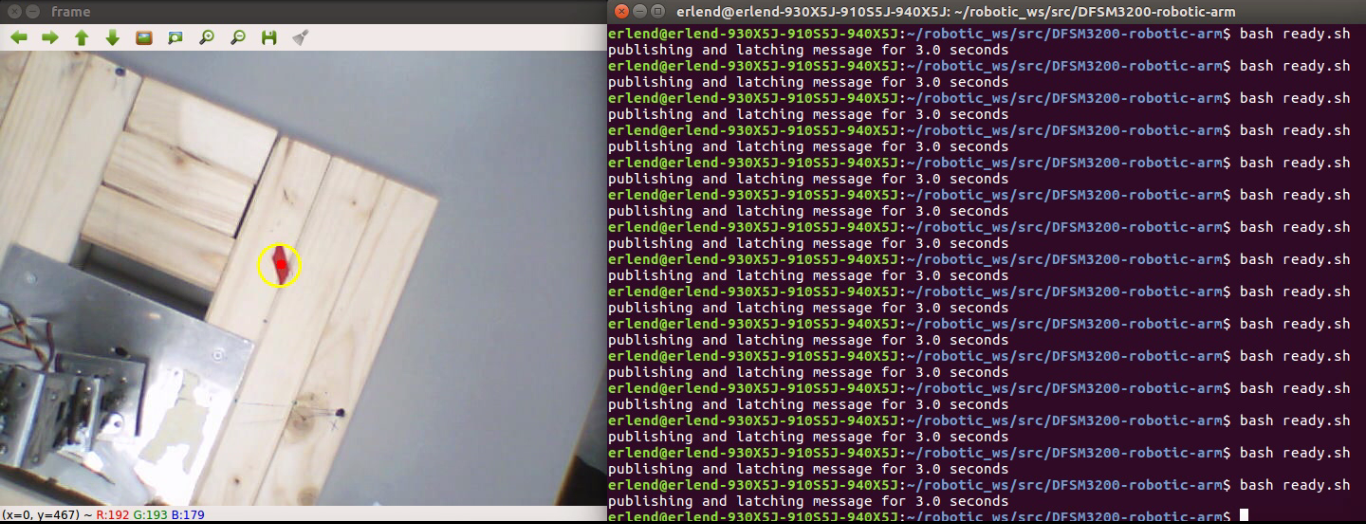 frame
(x=0, y=467) ~ R:192 G:193 B:179
erlend@erlend-930X5J-910S5J-940X5J: ~/robotic_ws/src/DFSM3200-robotic-arm
erlend@erlend-930X5J-910S5J-940X5J:~/robotic_ws/src/DFSM3200-robotic-arm$ bash ready.sh
publishing and latching message for 3.0 seconds
erlend@erlend-930X5J-910S5J-940X5J:~/robotic_ws/src/DFSM3200-robotic-arm$ bash ready.sh
publishing and latching message for 3.0 seconds
erlend@erlend-930X5J-910S5J-940X5J:~/robotic_ws/src/DFSM3200-robotic-arm$ bash ready.sh
publishing and latching message for 3.0 seconds
erlend@erlend-930X5J-910S5J-940X5J:~/robotic_ws/src/DFSM3200-robotic-arm$ bash ready.sh
publishing and latching message for 3.0 seconds
erlend@erlend-930X5J-910S5J-940X5J:~/robotic_ws/src/DFSM3200-robotic-arm$ bash ready.sh
publishing and latching message for 3.0 seconds
erlend@erlend-930X5J-910S5J-940X5J:~/robotic_ws/src/DFSM3200-robotic-arm$ bash ready.sh
publishing and latching message for 3.0 seconds
erlend@erlend-930X5J-910S5J-940X5J:~/robotic_ws/src/DFSM3200-robotic-arm$ bash ready.sh
publishing and latching message for 3.0 seconds
erlend@erlend-930X5J-910S5J-940X5J:~/robotic_ws/src/DFSM3200-robotic-arm$ bash ready.sh
publishing and latching message for 3.0 seconds
erlend@erlend-930X5J-910S5J-940X5J:~/robotic_ws/src/DFSM3200-robotic-arm$ bash ready.sh
publishing and latching message for 3.0 seconds
erlend@erlend-930X5J-910S5J-940X5J:~/robotic_ws/src/DFSM3200-robotic-arm$ bash ready.sh
publishing and latching message for 3.0 seconds
erlend@erlend-930X5J-910S5J-940X5J:~/robotic_ws/src/DFSM3200-robotic-arm$ bash ready.sh
publishing and latching message for 3.0 seconds
erlend@erlend-930X5J-910S5J-940X5J:~/robotic_ws/src/DFSM3200-robotic-arm$ bash ready.sh
publishing and latching message for 3.0 seconds
erlend@erlend-930X5J-910S5J-940X5J:~/robotic_ws/src/DFSM3200-robotic-arm$ bash ready.sh
publishing and latching message for 3.0 seconds
erlend@erlend-930X5J-910S5J-940X5J:~/robotic_ws/src/DFSM3200-robotic-arm$ bash ready.sh
publishing and latching message for 3.0 seconds
erlend@erlend-930X5J-910S5J-940X5J:~/robotic_ws/src/DFSM3200-robotic-arm$ bash ready.sh
publishing and latching message for 3.0 seconds
erlend@erlend-930X5J-910S5J-940X5J:~/robotic_ws/src/DFSM3200-robotic-arm$